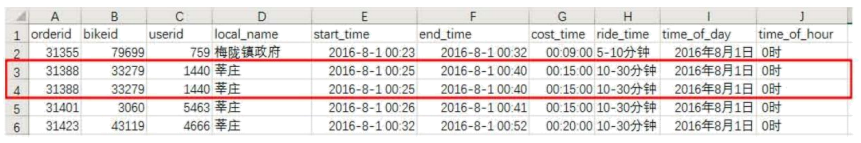 A B C D E F G H I J
1 orderid bikeid userid local_name start_time end_time cost_time ride_time time_of_day time_of_hour
2 31355 79699 759 梅陇镇政府 2016-8-1 00:23 2016-8-1 00:32 00:09:00 5-10分钟 2016年8月1日 0时
3 31388 33279 1440 莘庄 2016-8-1 00:25 2016-8-1 00:40 00:15:00 10-30分钟 2016年8月1日 0时
4 31388 33279 1440 莘庄 2016-8-1 00:25 2016-8-1 00:40 00:15:00 10-30分钟 2016年8月1日 0时
5 31401 3060 5463 莘庄 2016-8-1 00:26 2016-8-1 00:41 00:15:00 10-30分钟 2016年8月1日 0时
6 31423 43119 4666 莘庄 2016-8-1 00:32 2016-8-1 00:52 00:20:00 10-30分钟 2016年8月1日 0时